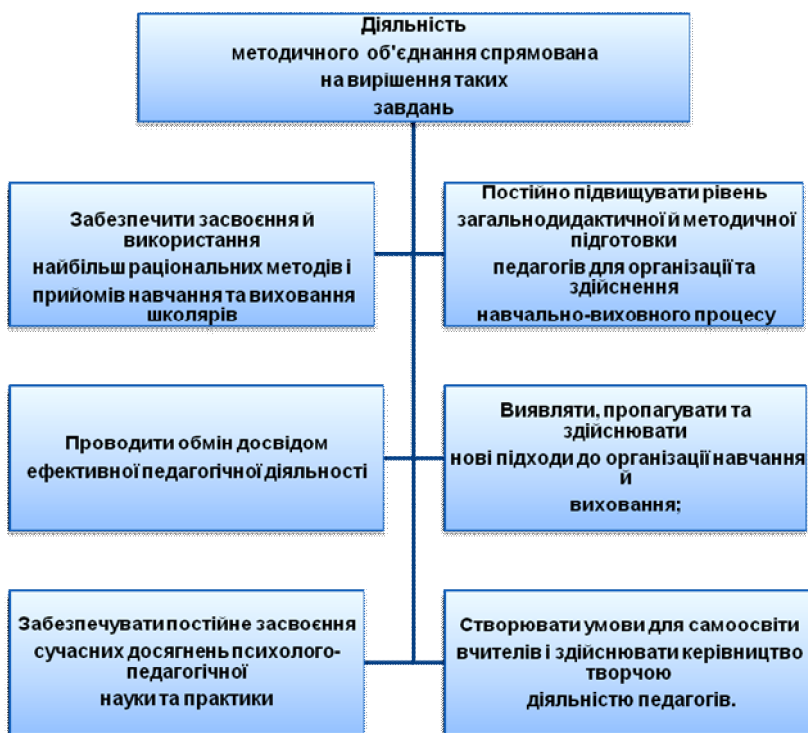 Діяльність
методичного об'єднання спрямована
на вирішення таких
завдань
Забезпечити засвоєння й
використання
найбільш раціональних методів і
прийомів навчання та виховання
школярів
Постійно підвищувати рівень
загальнодидактичної й методичної
підготовки
педагогів для організації та
здійснення
навчально-виховного процесу
Проводити обмін досвідом
ефективної педагогічної діяльності
Виявляти, пропагувати та
здійснювати
нові підходи до організації навчання
й
виховання;
Забезпечувати постійне засвоєння
сучасних досягнень психолого-
педагогічної
науки та практики
Створювати умови для самоосвіти
вчителів і здійснювати керівництво
творчою
діяльністю педагогів.